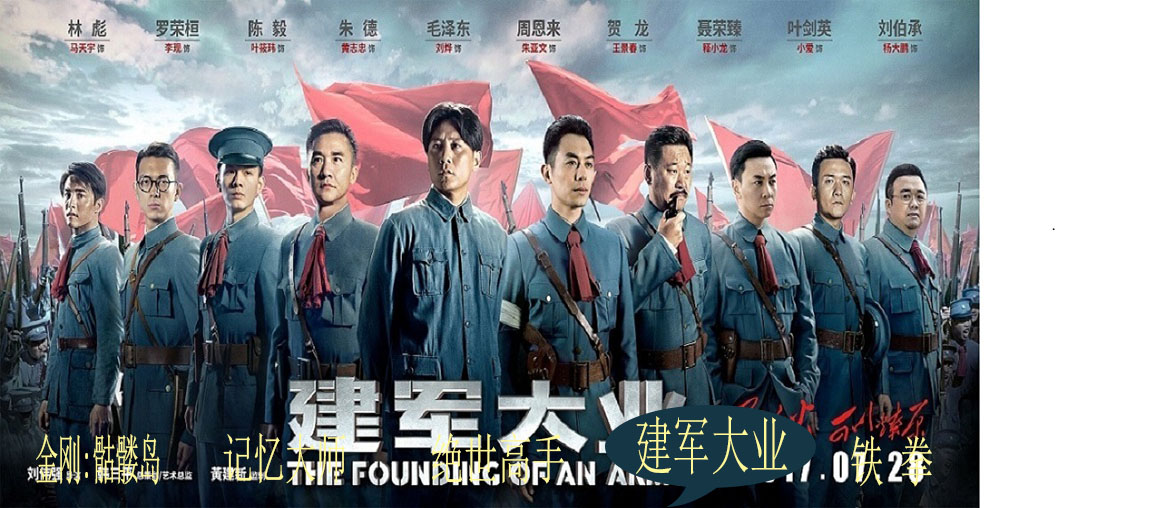 林彪 罗荣桓 陈毅 朱德 毛泽东 周恩来 贺龙 聂荣臻 叶剑英 刘伯承
马天宇 饰 李现 饰 叶筱玮 饰 黄志忠 饰 刘烨 饰 朱亚文 饰 王景春 饰 释小龙 饰 小爱 饰 杨大鹏 饰
建军大业
金刚:骷髅岛 记忆大师 绝世高手 建军大业 铁拳
THE FOUNDING OF AN